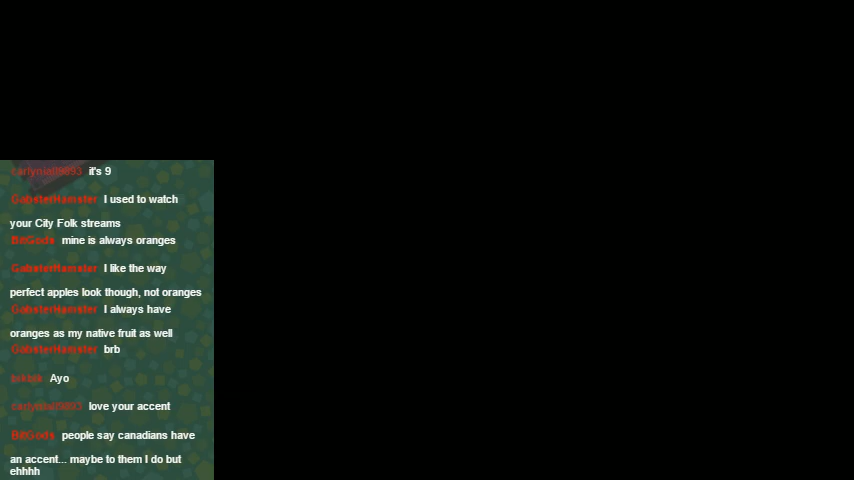 carlyniall9893 it's 9
GobsterHamster I used to watch
your City Folk streams
BitGods mine is always oranges
GobsterHamster I like the way
perfect apples look though, not oranges
GobsterHamster I always have
oranges as my native fruit as well
GobsterHamster brb
Ayo
carlyniall9893 love your accent
BitGods people say canadians have
an accent... maybe to them I do but
ehhhh